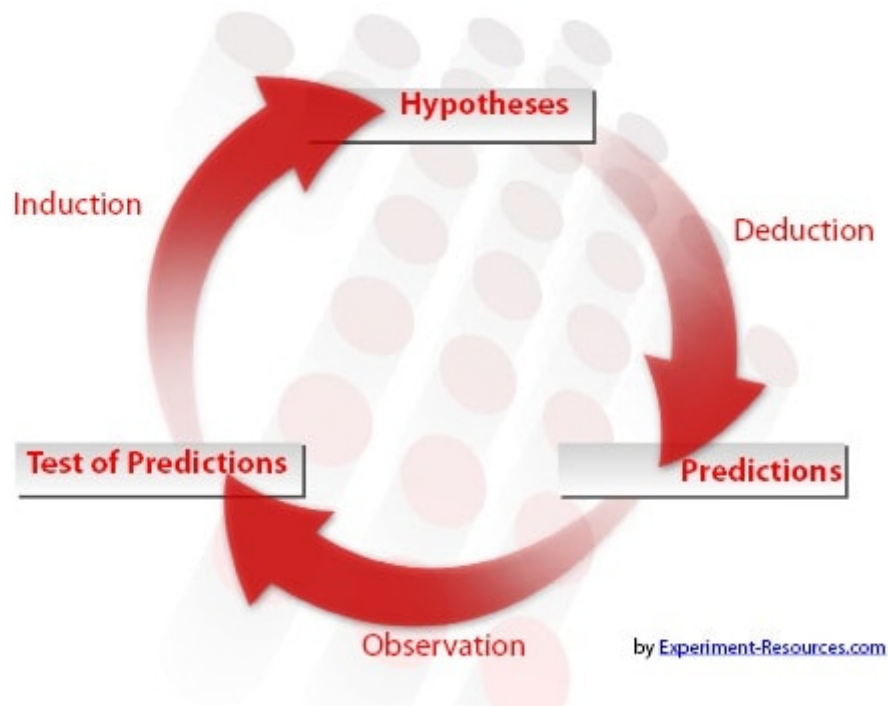 Hypotheses
Induction
Deduction
Test of Predictions
Predictions
Observation
by Experiment-Resources.com